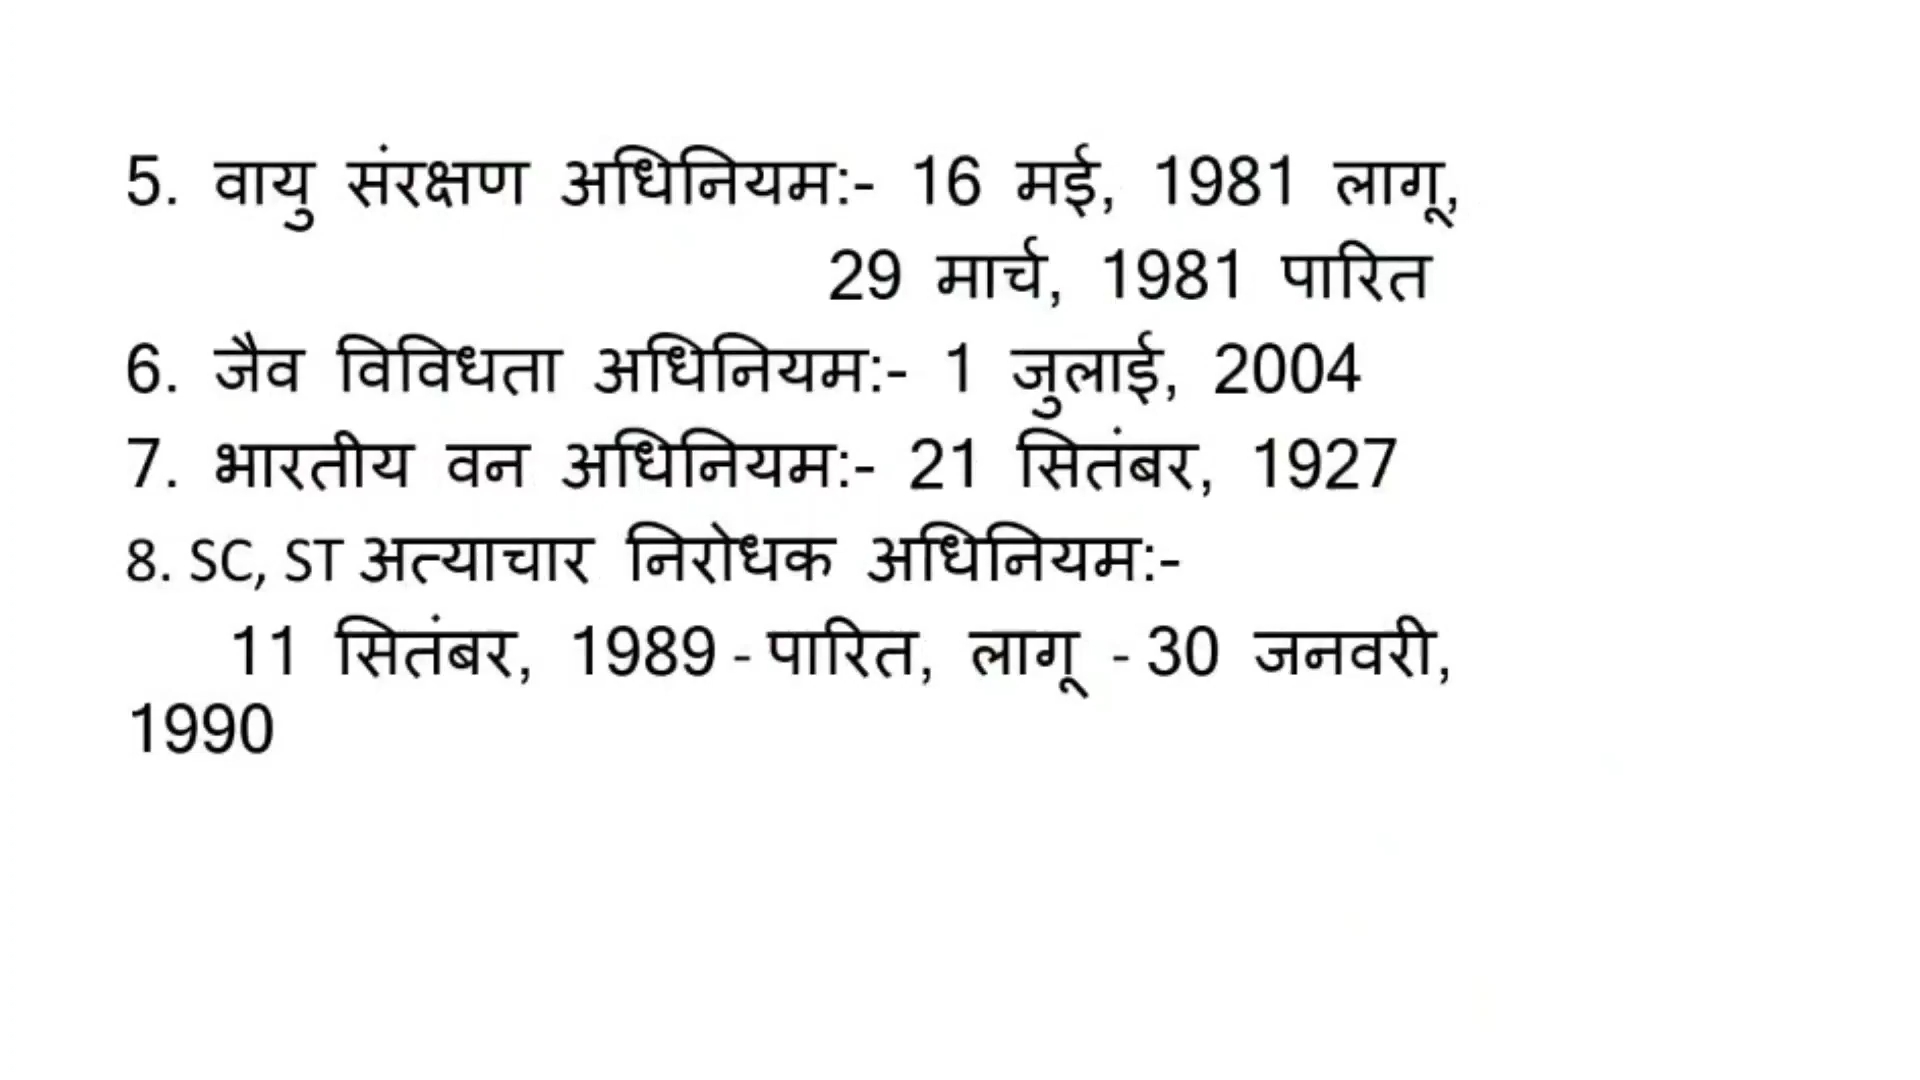 5. वायु संरक्षण अधिनियम:- 16 मई, 1981 लागू,
29 मार्च, 1981 पारित
6. जैव विविधता अधिनियम:- 1 जुलाई, 2004
7. भारतीय वन अधिनियम:- 21 सितंबर, 1927
8. SC, ST अत्याचार निरोधक अधिनियम:-
11 सितंबर, 1989 - पारित, लागू - 30 जनवरी,
1990